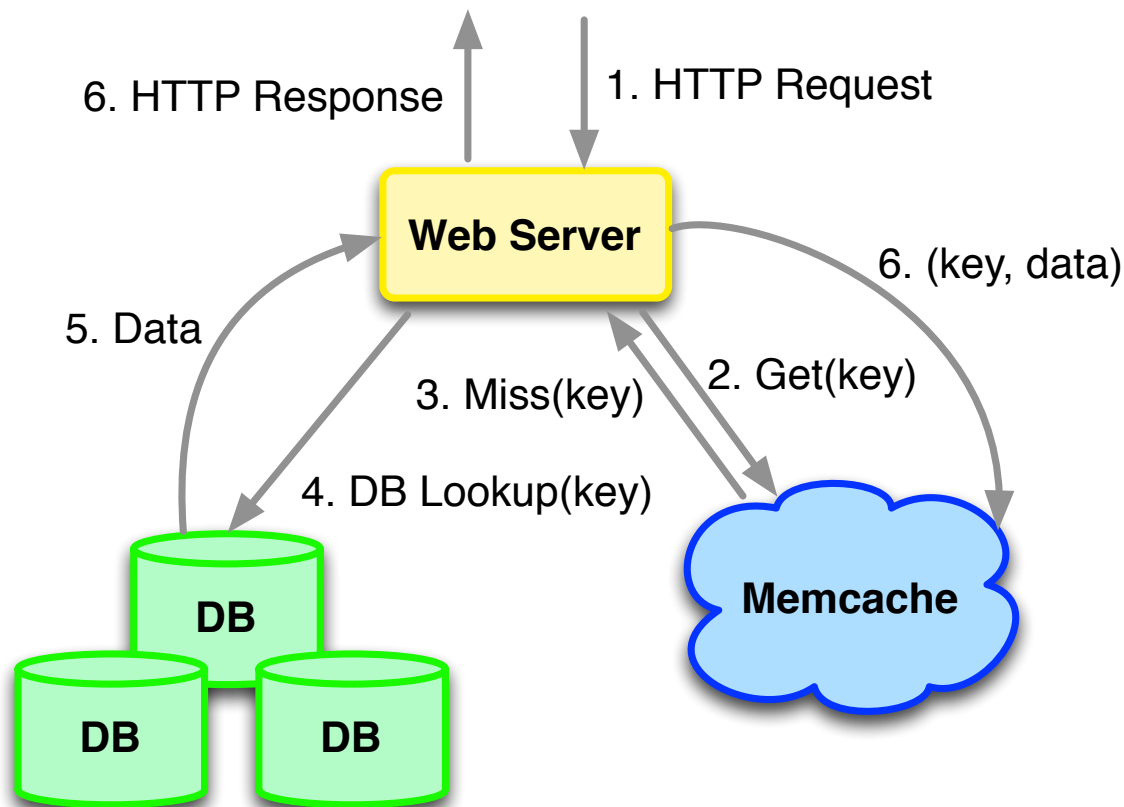 6. HTTP Response
1. HTTP Request
Web Server
6. (key, data)
5. Data
2. Get(key)
3. Miss(key)
4. DB Lookup(key)
Memcache
DB
DB
DB